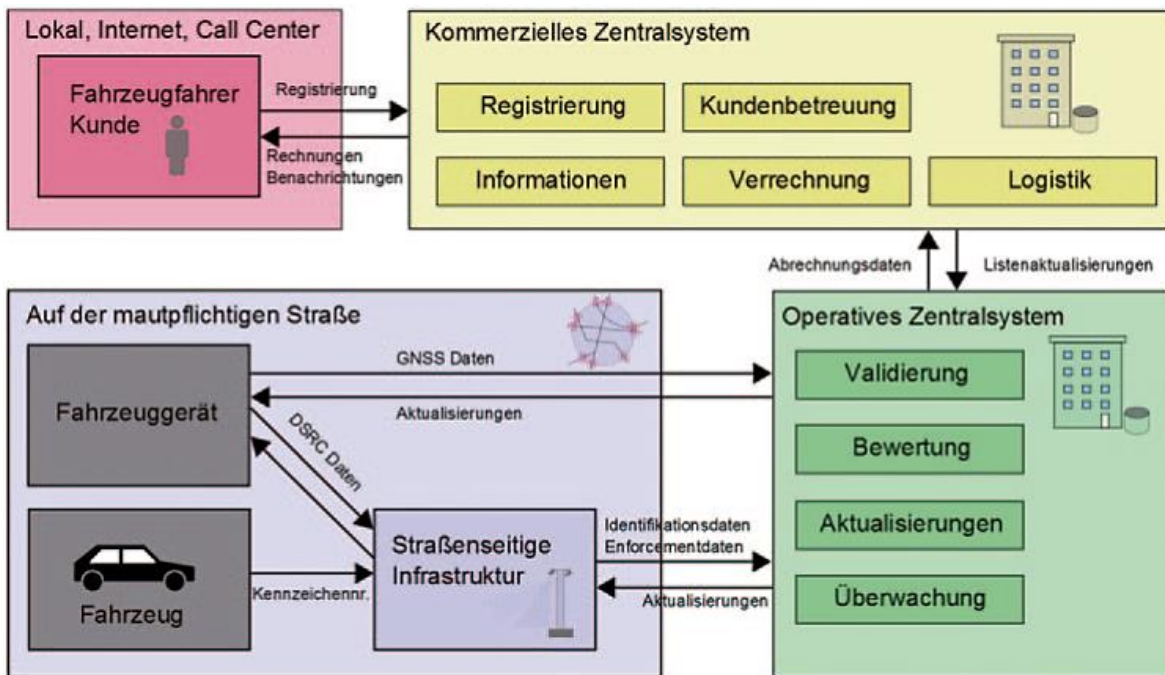 Lokal, Internet, Call Center
Fahrzeugfahrer
Kunde
Registrierung
Rechnungen
Benachrichtungen
Kommerzielles Zentralsystem
Registrierung
Kundenbetreuung
Informationen
Verrechnung
Logistik
Abrechnungsdaten
Listenaktualisierungen
Auf der mautpflichtigen Straße
Fahrzeuggerät
GNSS Daten
Aktualisierungen
DSRC Daten
Fahrzeug
Kennzeichennr.
Straßenseitige
Infrastruktur
Identifikationsdaten
Enforcementdaten
Aktualisierungen
Operatives Zentralsystem
Validierung
Bewertung
Aktualisierungen
Überwachung